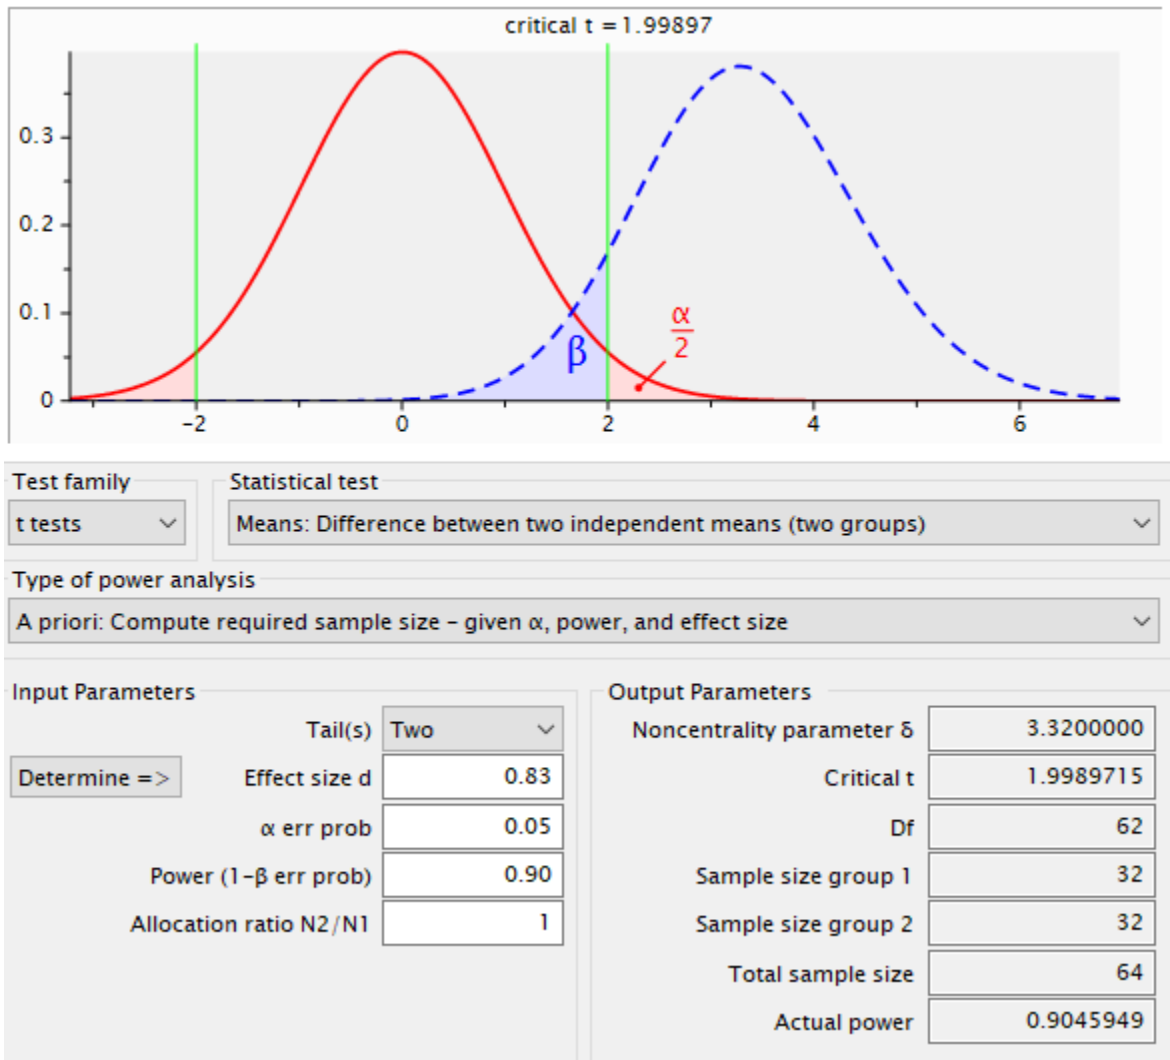 critical t = 1.99897
0.3
0.2
0.1
0
β
α
2
-2 0 2 4 6
Test family Statistical test
t tests Means: Difference between two independent means (two groups)
Type of power analysis
A priori: Compute required sample size - given α, power, and effect size
Input Parameters Output Parameters
Tail(s) Two Noncentrality parameter δ 3.3200000
Determine => Effect size d 0.83 Critical t 1.9989715
α err prob 0.05 Df 62
Power (1-β err prob) 0.90 Sample size group 1 32
Allocation ratio N2/N1 1 Sample size group 2 32
Total sample size 64
Actual power 0.9045949